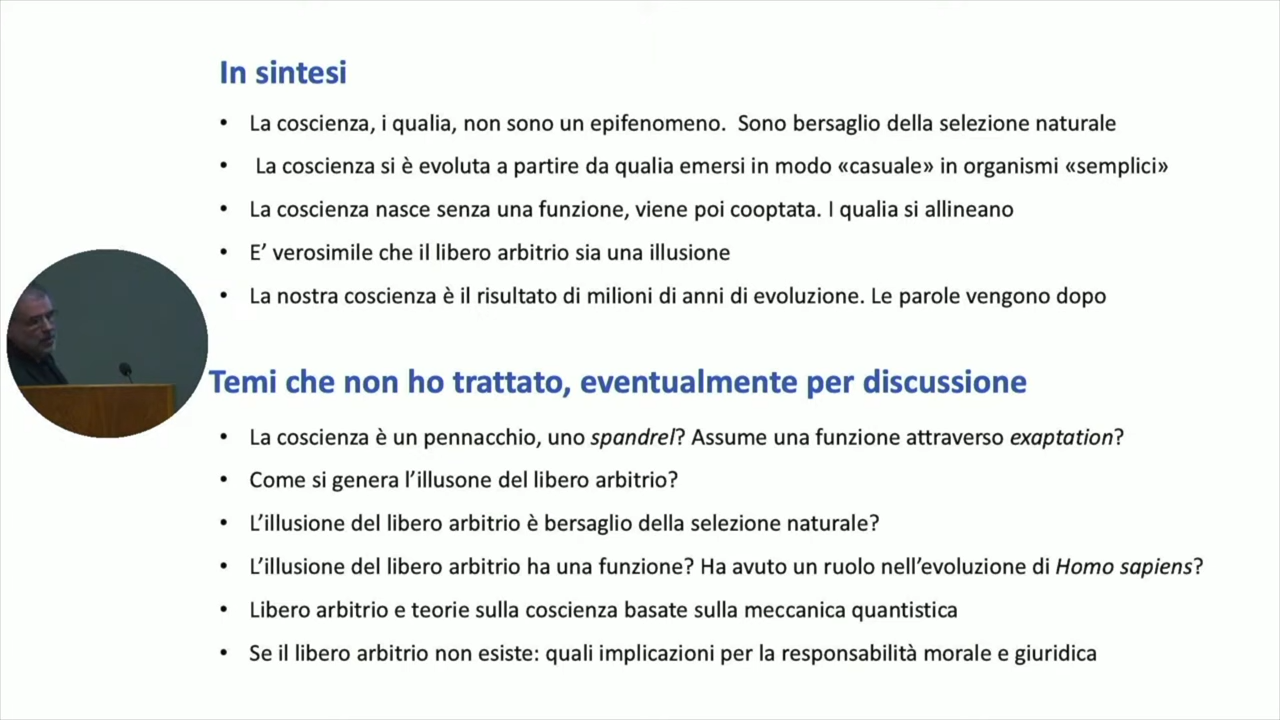 In sintesi
• La coscienza, i qualia, non sono un epifenomeno. Sono bersaglio della selezione naturale
• La coscienza si è evoluta a partire da qualia emersi in modo «casuale» in organismi «semplici»
• La coscienza nasce senza una funzione, viene poi cooptata. I qualia si allineano
• E’ verosimile che il libero arbitrio sia una illusione
• La nostra coscienza è il risultato di milioni di anni di evoluzione. Le parole vengono dopo
Temi che non ho trattato, eventualmente per discussione
• La coscienza è un pennacchio, uno spandrel? Assume una funzione attraverso exaptation?
• Come si genera l’illusone del libero arbitrio?
• L’illusione del libero arbitrio è bersaglio della selezione naturale?
• L’illusione del libero arbitrio ha una funzione? Ha avuto un ruolo nell’evoluzione di Homo sapiens?
• Libero arbitrio e teorie sulla coscienza basate sulla meccanica quantistica
• Se il libero arbitrio non esiste: quali implicazioni per la responsabilità morale e giuridica